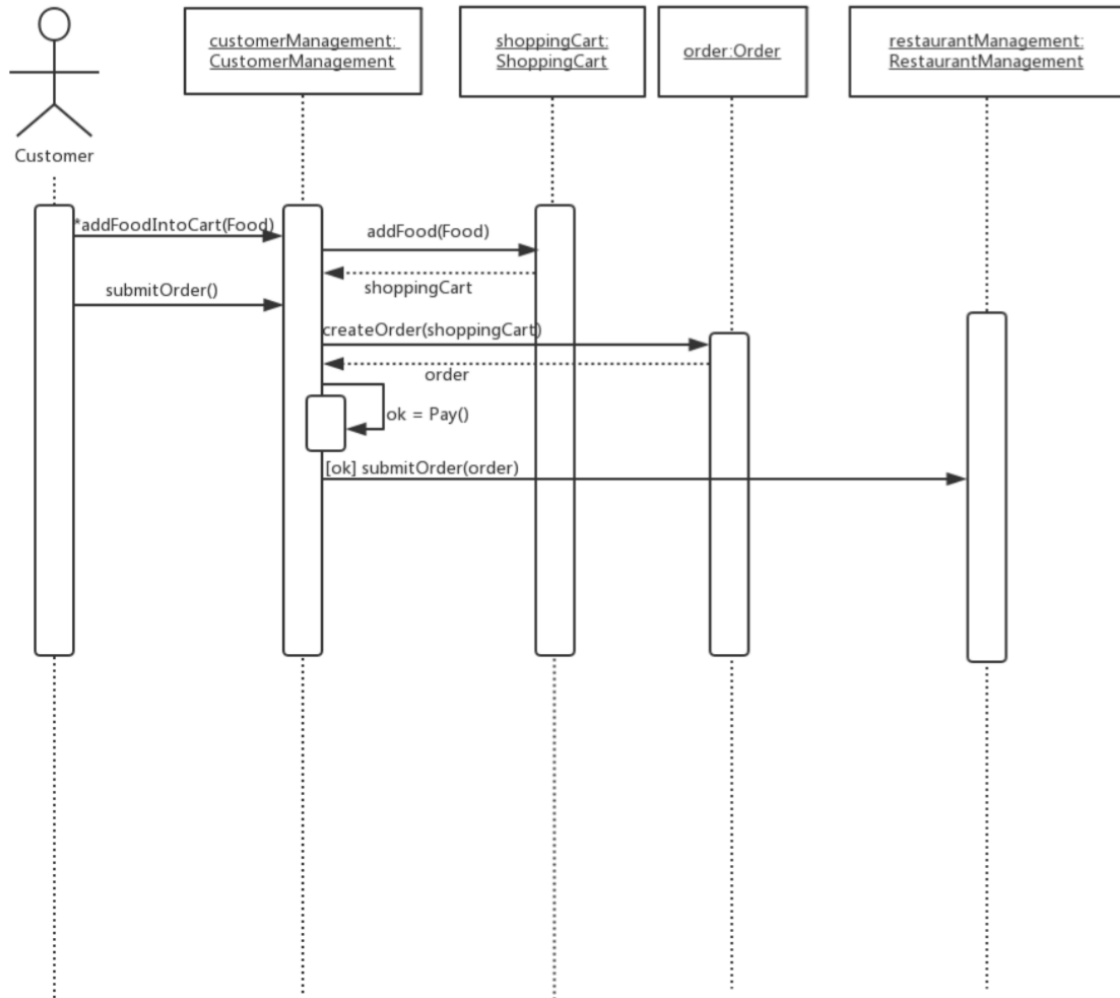 customerManagement:
CustomerManagement
shoppingCart:
ShoppingCart
order:Order
restaurantManagement:
RestaurantManagement
Customer
*addFoodIntoCart(Food)
addFood(Food)
shoppingCart
submitOrder()
createOrder(shoppingCart)
order
ok = Pay()
[ok] submitOrder(order)